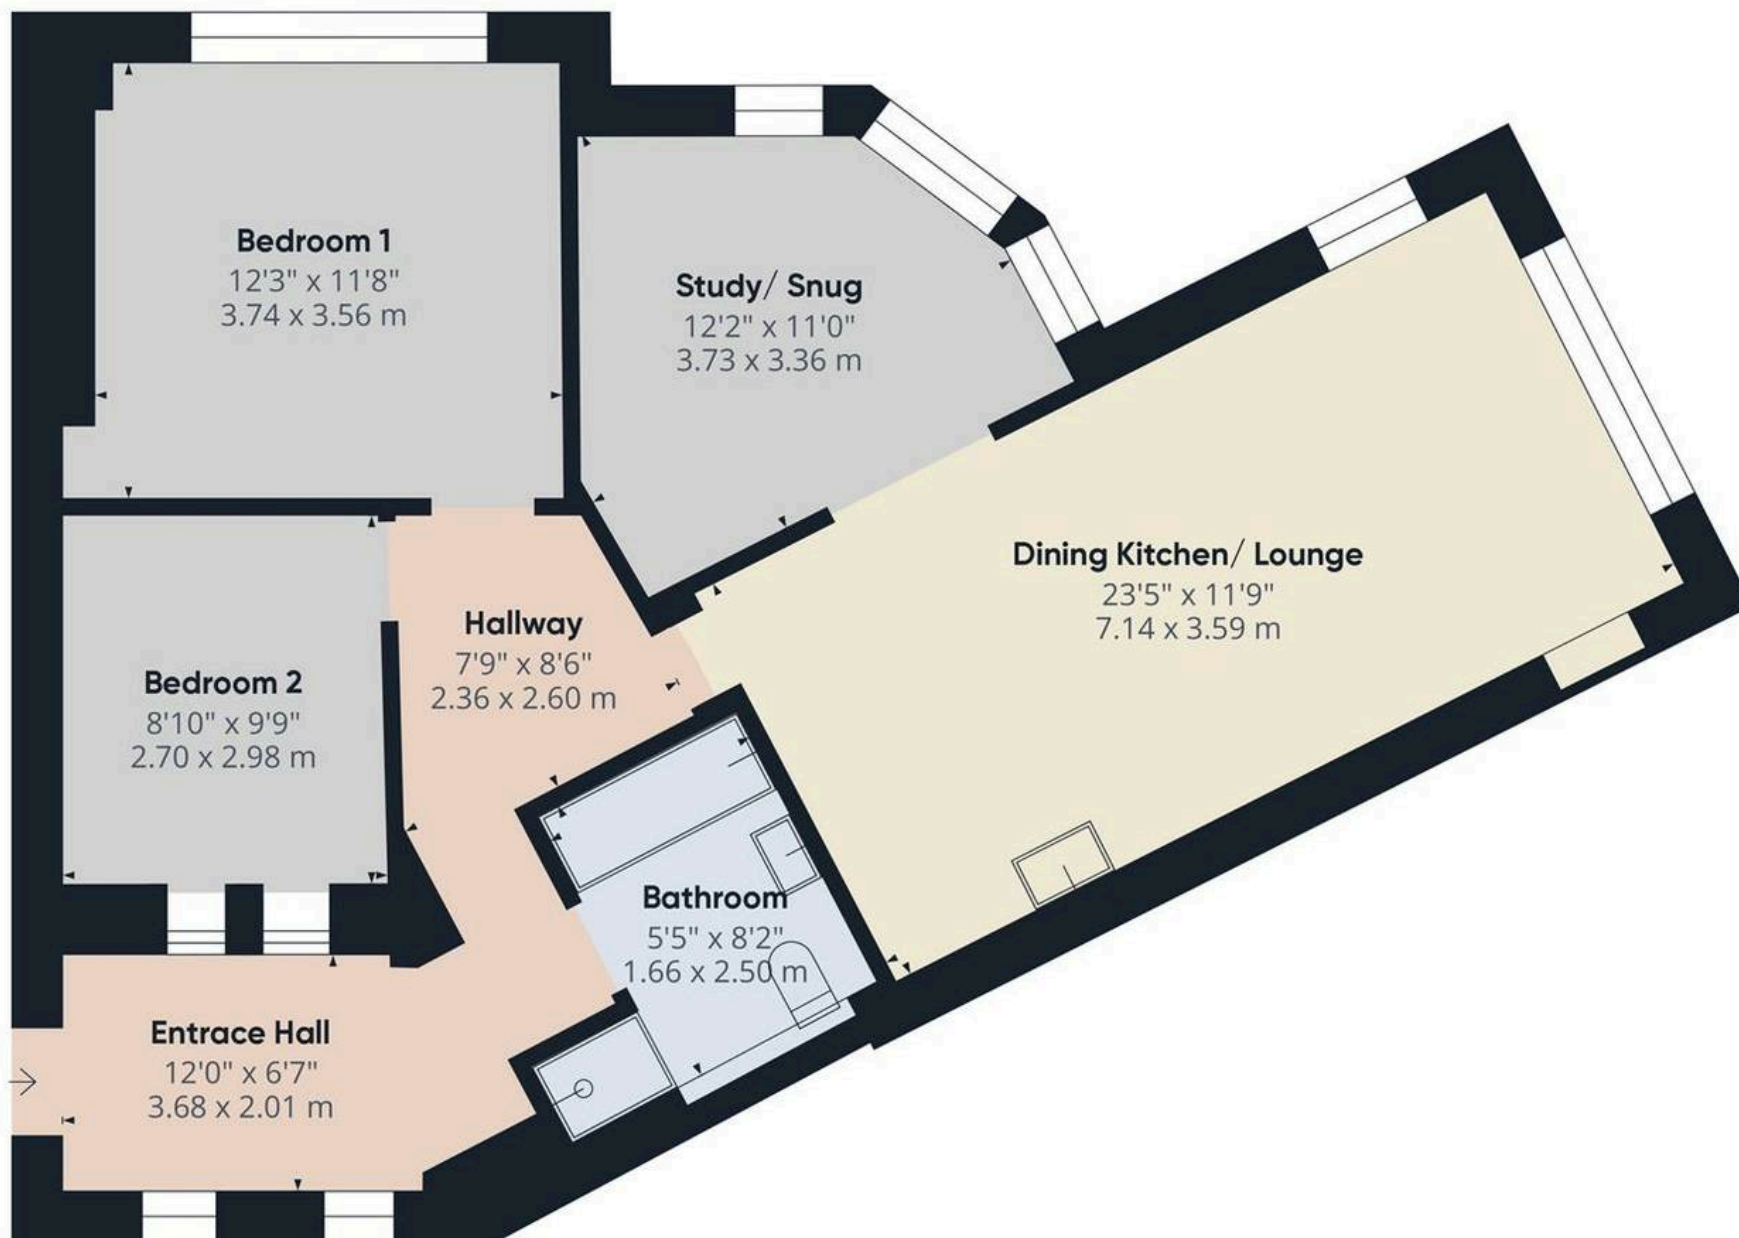 Bedroom 1
12'3" x 11'8"
3.74 x 3.56 m
Study/ Snug
12'2" x 11'0"
3.73 x 3.36 m
Dining Kitchen/ Lounge
23'5" x 11'9"
7.14 x 3.59 m
Hallway
7'9" x 8'6"
2.36 x 2.60 m
Bedroom 2
8'10" x 9'9"
2.70 x 2.98 m
Bathroom
5'5" x 8'2"
1.66 x 2.50 m
Entrace Hall
12'0" x 6'7"
3.68 x 2.01 m